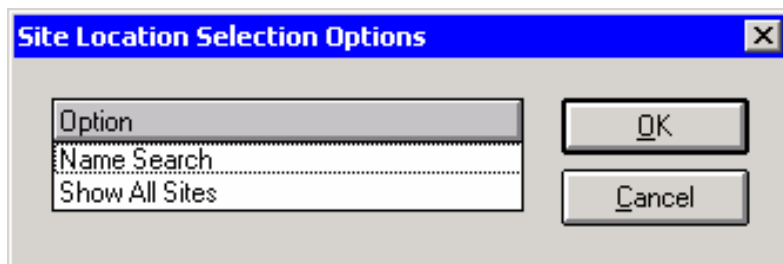 Site Location Selection Options
Option
OK
Name Search
Show All Sites
Cancel